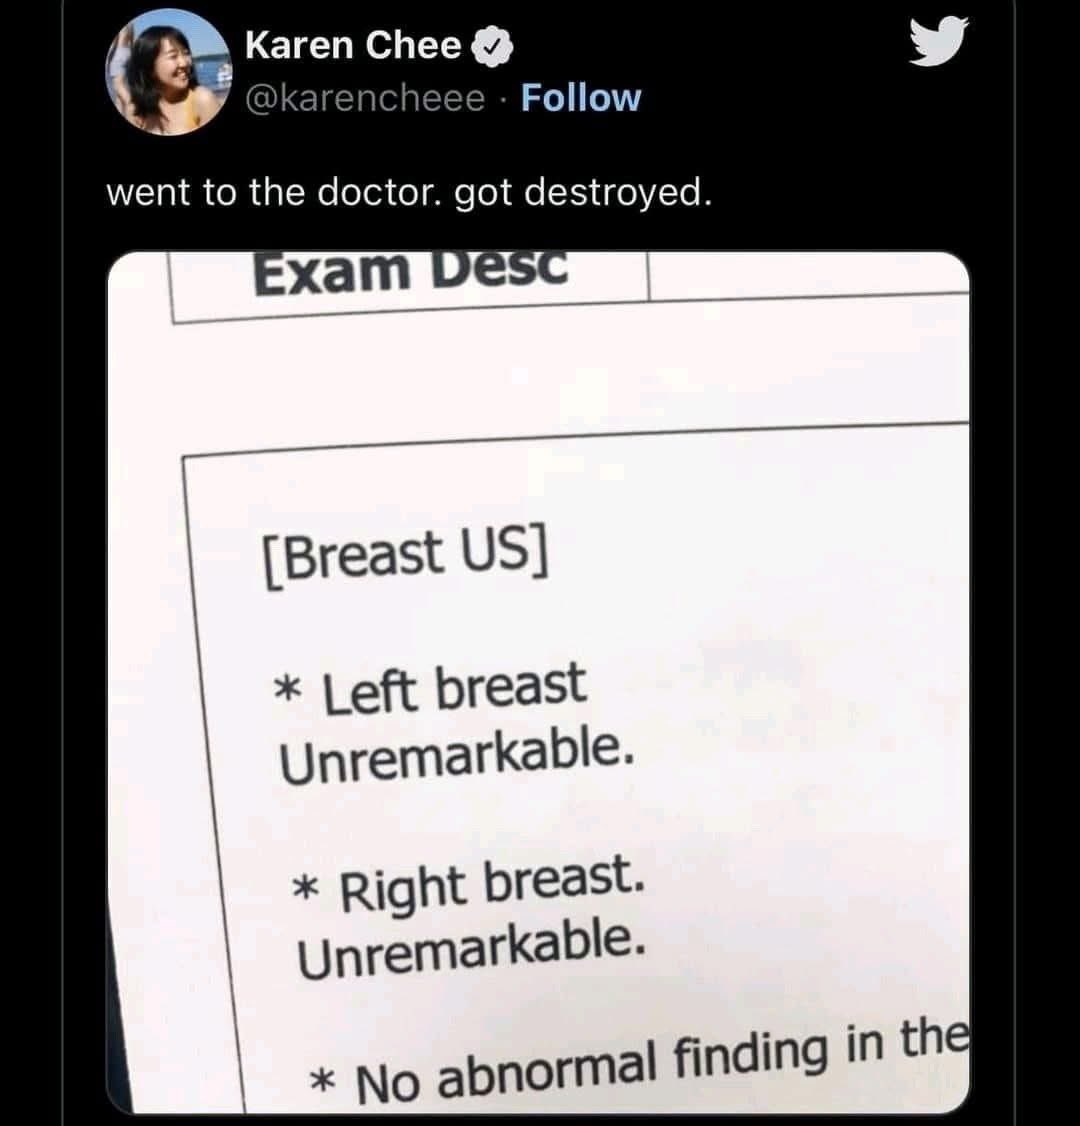 Karen Chee
@karencheee · Follow
went to the doctor. got destroyed.
Exam Desc
[Breast US]
* Left breast
Unremarkable.
* Right breast.
Unremarkable.
* No abnormal finding in the